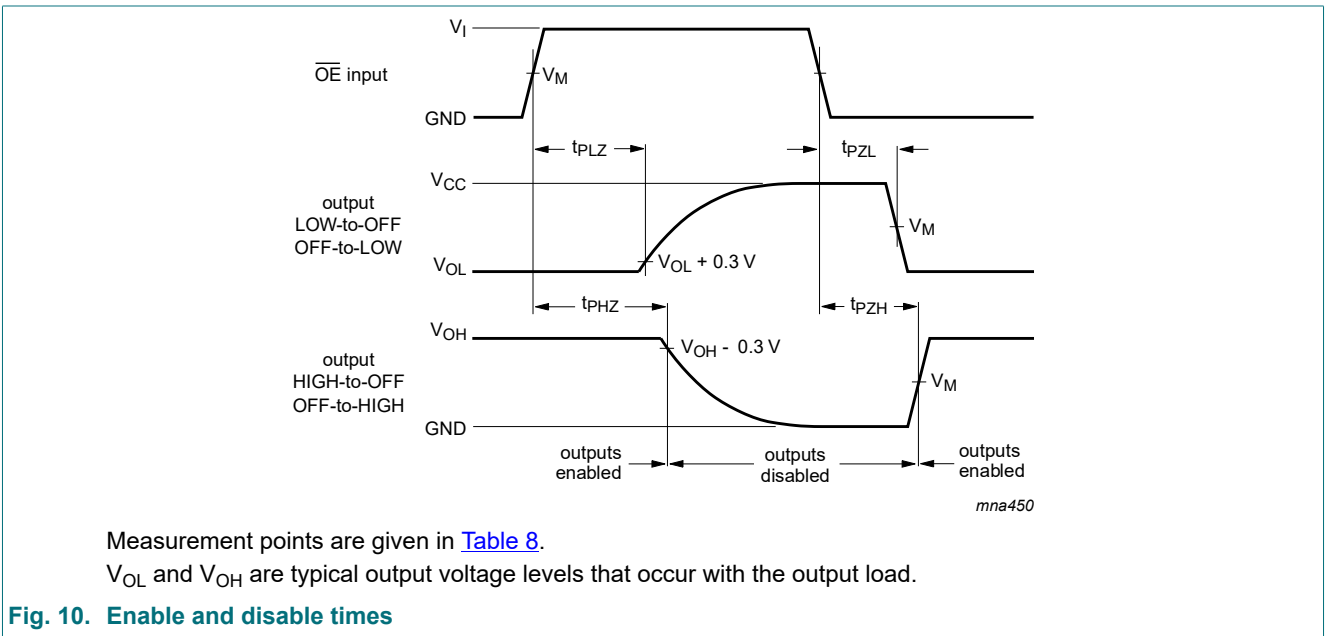 V_I
OE input
V_M
GND
t_PLZ
t_PZL
V_CC
output
LOW-to-OFF
OFF-to-LOW
V_M
V_OL
V_OL + 0.3 V
t_PHZ
t_PZH
V_OH
V_OH - 0.3 V
output
HIGH-to-OFF
OFF-to-HIGH
V_M
GND
outputs
enabled
outputs
disabled
outputs
enabled
mna450
Measurement points are given in Table 8.
V_OL and V_OH are typical output voltage levels that occur with the output load.
Fig. 10. Enable and disable times